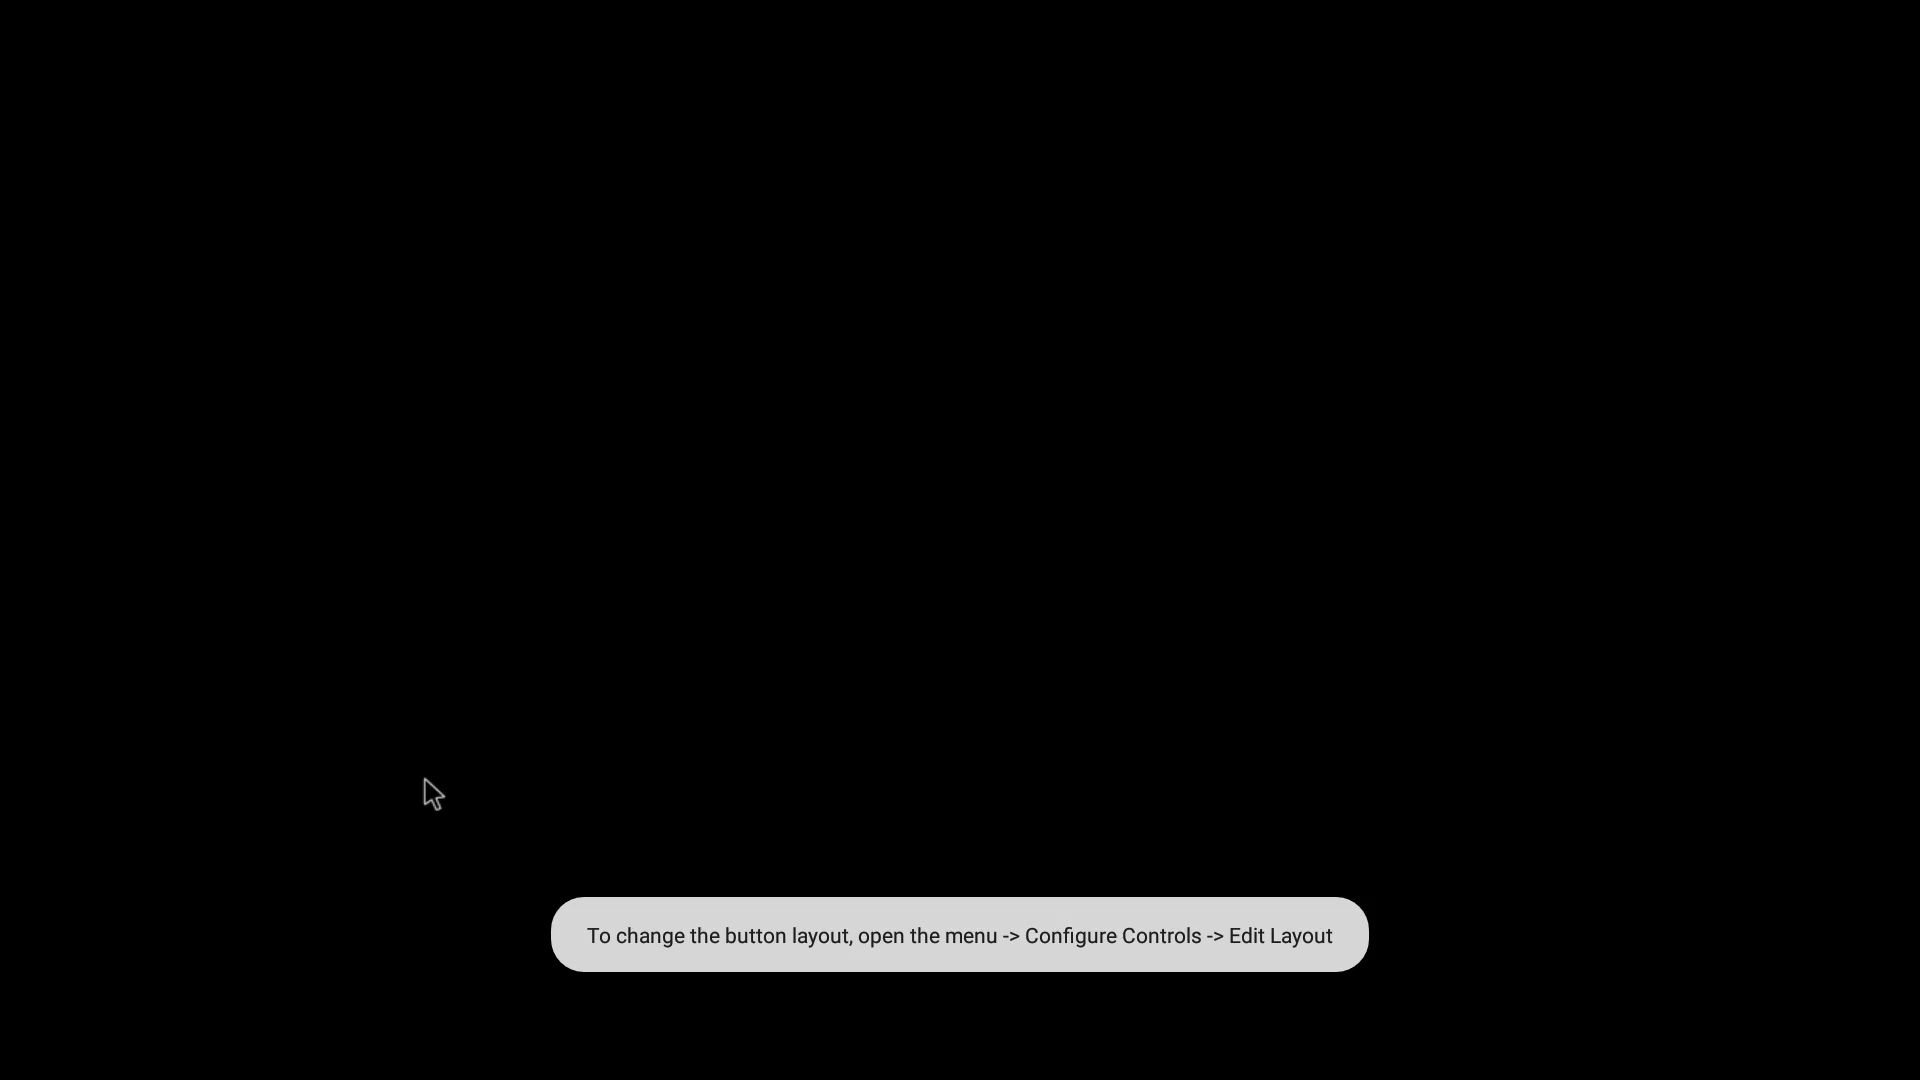 To change the button layout, open the menu -> Configure Controls -> Edit Layout